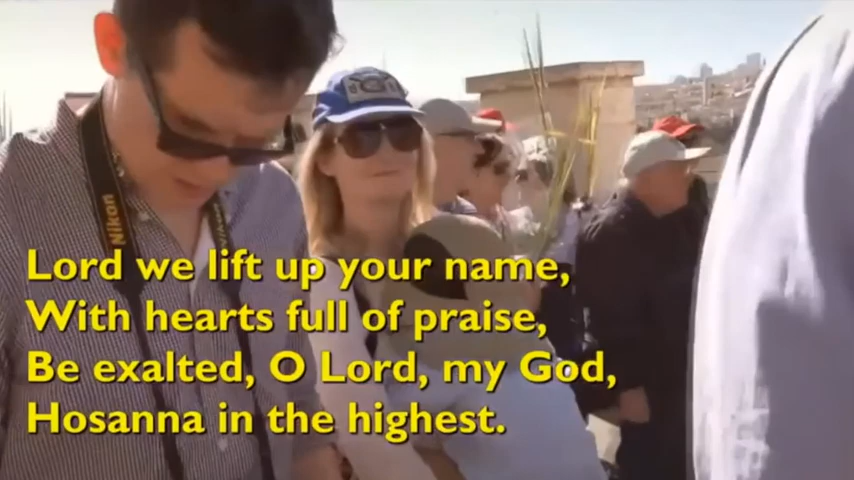 Nikon
Lord we lift up your name,
With hearts full of praise,
Be exalted, O Lord, my God,
Hosanna in the highest.